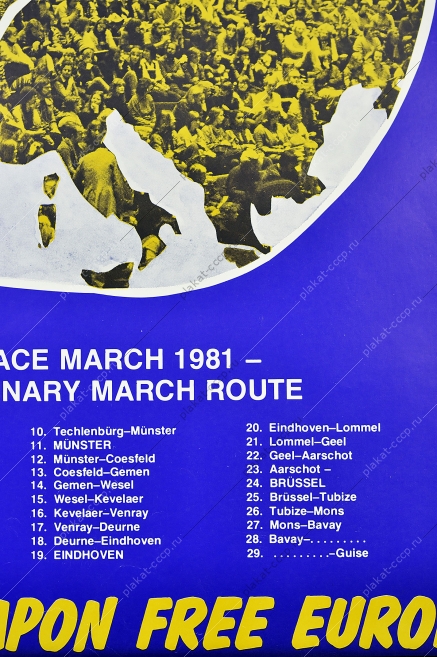 ACE MARCH 1981 –
NARY MARCH ROUTE
10. Techlenbürg–Münster
11. MÜNSTER
12. Münster–Coesfeld
13. Coesfeld–Gemen
14. Gemen–Wesel
15. Wesel–Kevelaer
16. Kevelaer–Venray
17. Venray–Deurne
18. Deurne–Eindhoven
19. EINDHOVEN
20. Eindhoven–Lommel
21. Lommel–Geel
22. Geel–Aarschot
23. Aarschot –
24. BRÜSSEL
25. Brüssel–Tubize
26. Tubize–Mons
27. Mons–Bavay
28. Bavay–. . . . . . . . .
29. . . . . . . . . .–Guise
APON FREE EURO
plakat-cccp.ru